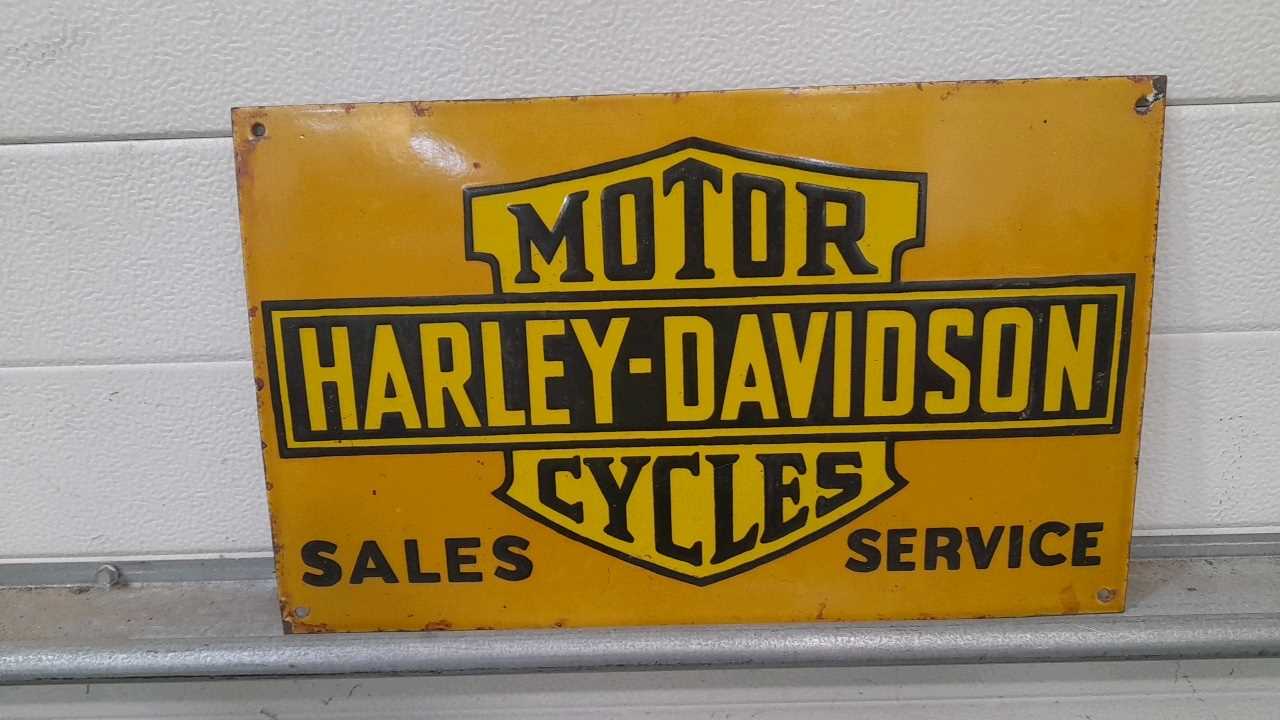 MOTOR
HARLEY-DAVIDSON
CYCLES
SALES SERVICE